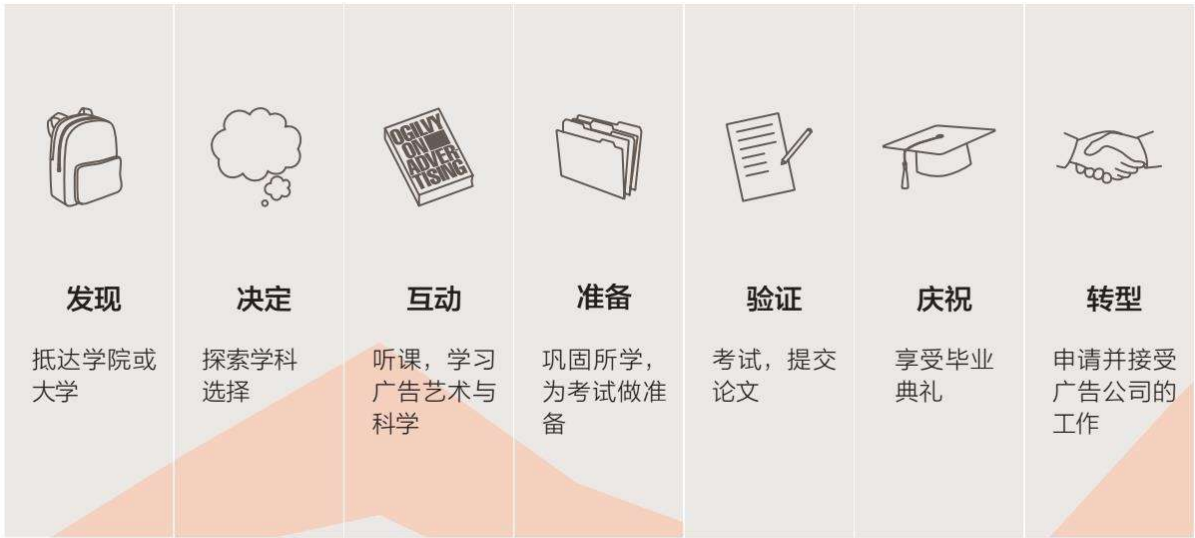 OGILVY
ON
ADVER
TISING
发现
抵达学院或
大学
决定
探索学科
选择
互动
听课，学习
广告艺术与
科学
准备
巩固所学，
为考试做准
备
验证
考试，提交
论文
庆祝
享受毕业
典礼
转型
申请并接受
广告公司的
工作